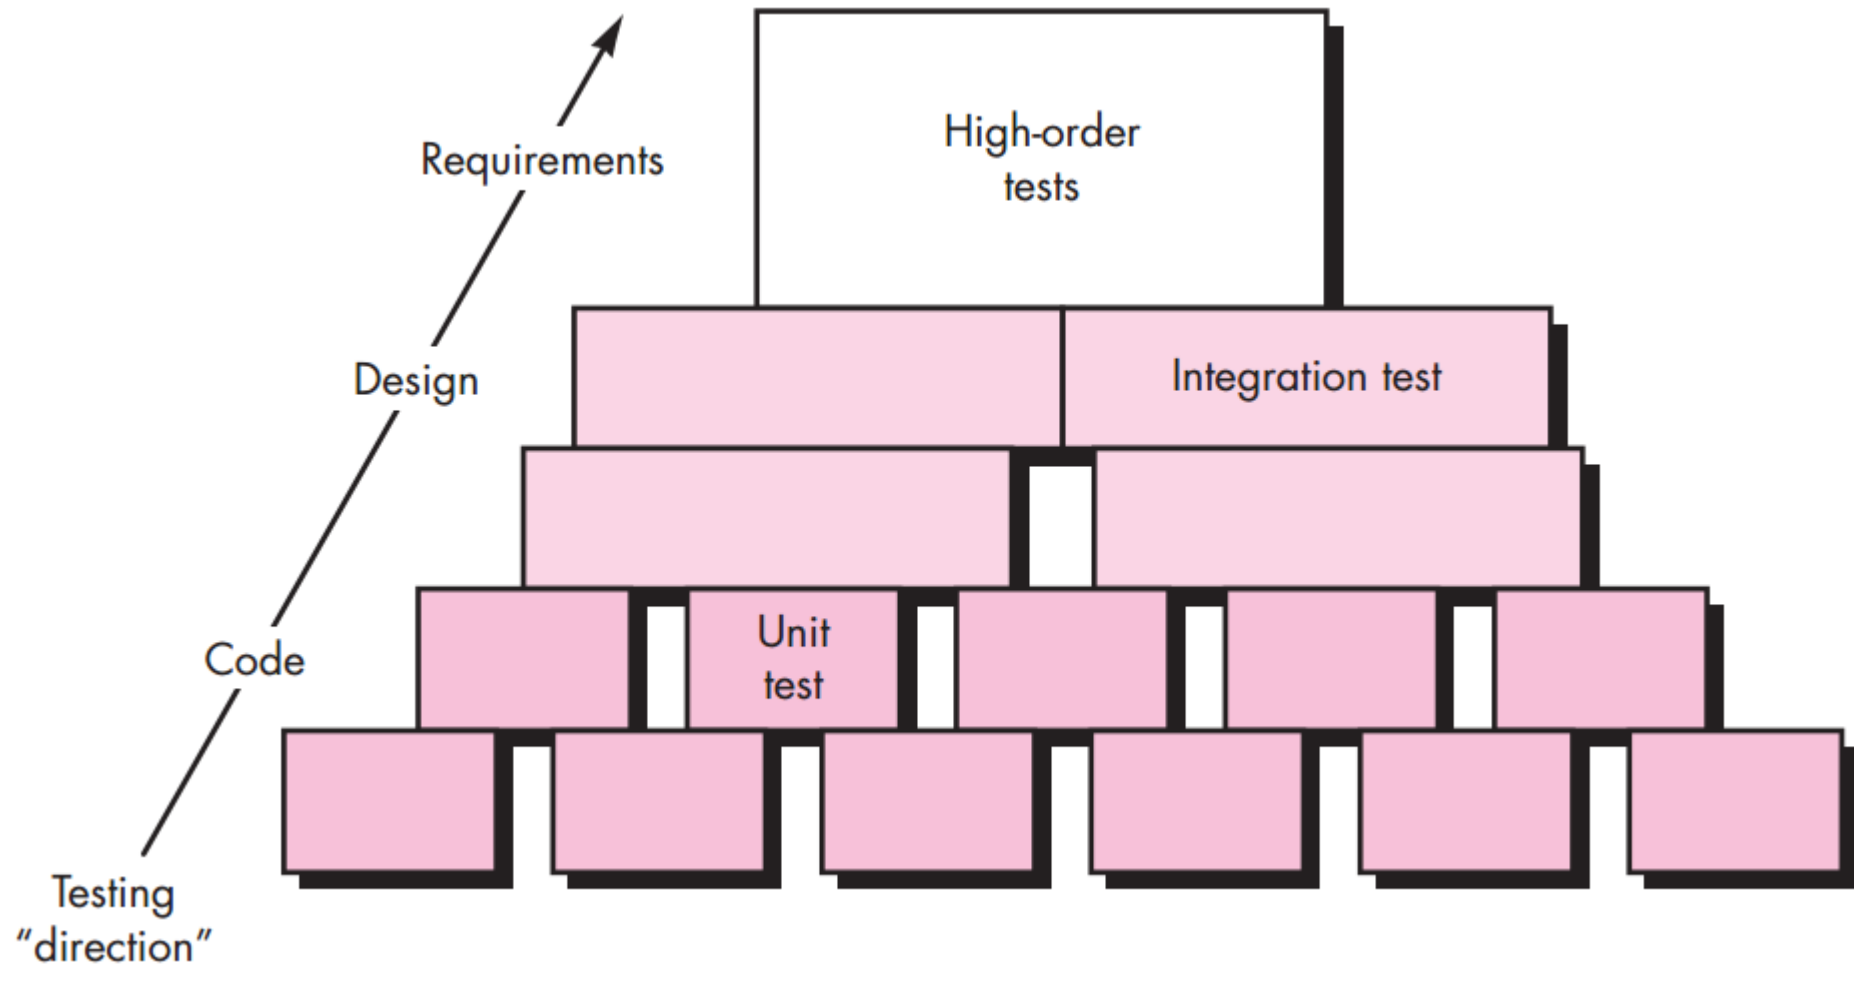 High-order
tests
Requirements
Integration test
Design
Unit
test
Code
Testing
“direction”